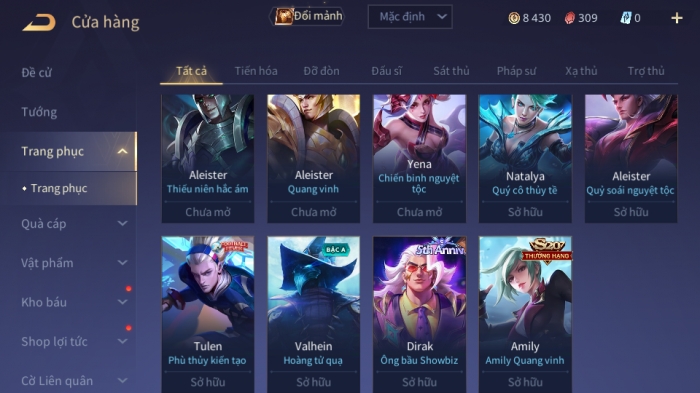 Cửa hàng
Đổi mảnh
Mặc định
8 430
309
0
Đề cử
Tướng
Trang phục
Trang phục
Quà cáp
Vật phẩm
Kho báu
Shop lợi tức
Cờ Liên quân
Tất cả Tiến hóa Đỡ đòn Đấu sĩ Sát thủ Pháp sư Xạ thủ Trợ thủ
Aleister
Thiếu niên hắc ám
Chưa mở
Aleister
Quang vinh
Chưa mở
Yena
Chiến binh nguyệt
tộc
Chưa mở
Natalya
Quý cô thủy tề
Sở hữu
Aleister
Quỷ soái nguyệt tộc
Sở hữu
Tulen
Phù thủy kiến tạo
Sở hữu
BẬC A
Valhein
Hoàng tử quạ
Sở hữu
5th Anniv
Dirak
Ông bầu Showbiz
Sở hữu
THƯỞNG HẠNG
Amily
Amily Quang vinh
Sở hữu